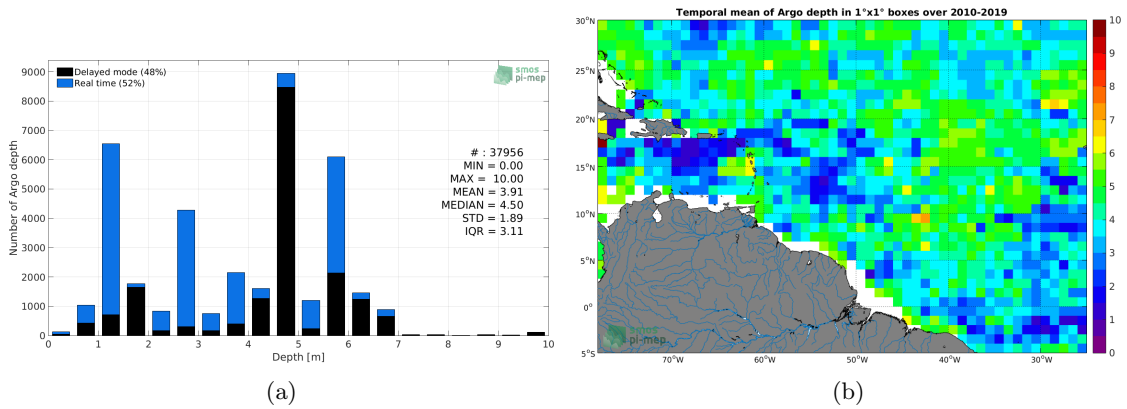 Delayed mode (48%)
Real time (52%)
smos
pi-mep
# : 37956
MIN = 0.00
MAX = 10.00
MEAN = 3.91
MEDIAN = 4.50
STD = 1.89
IQR = 3.11
Number of Argo depth
9000
8000
7000
6000
5000
4000
3000
2000
1000
0
0 1 2 3 4 5 6 7 8 9 10
Depth [m]
(a)
Temporal mean of Argo depth in 1°x1° boxes over 2010-2019
30°N
25°N
20°N
15°N
10°N
5°N
0°
5°S
70°W 60°W 50°W 40°W 30°W
smos
pi-mep
10
9
8
7
6
5
4
3
2
1
0
(b)